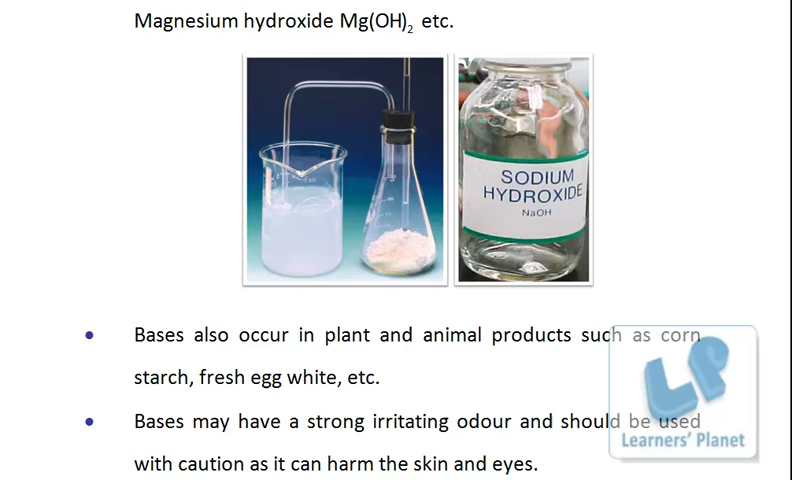 Magnesium hydroxide Mg(OH)₂ etc.
SODIUM
HYDROXIDE
NaOH
Bases also occur in plant and animal products such as corn
starch, fresh egg white, etc.
Bases may have a strong irritating odour and should be used
with caution as it can harm the skin and eyes.
LP
Learners' Planet